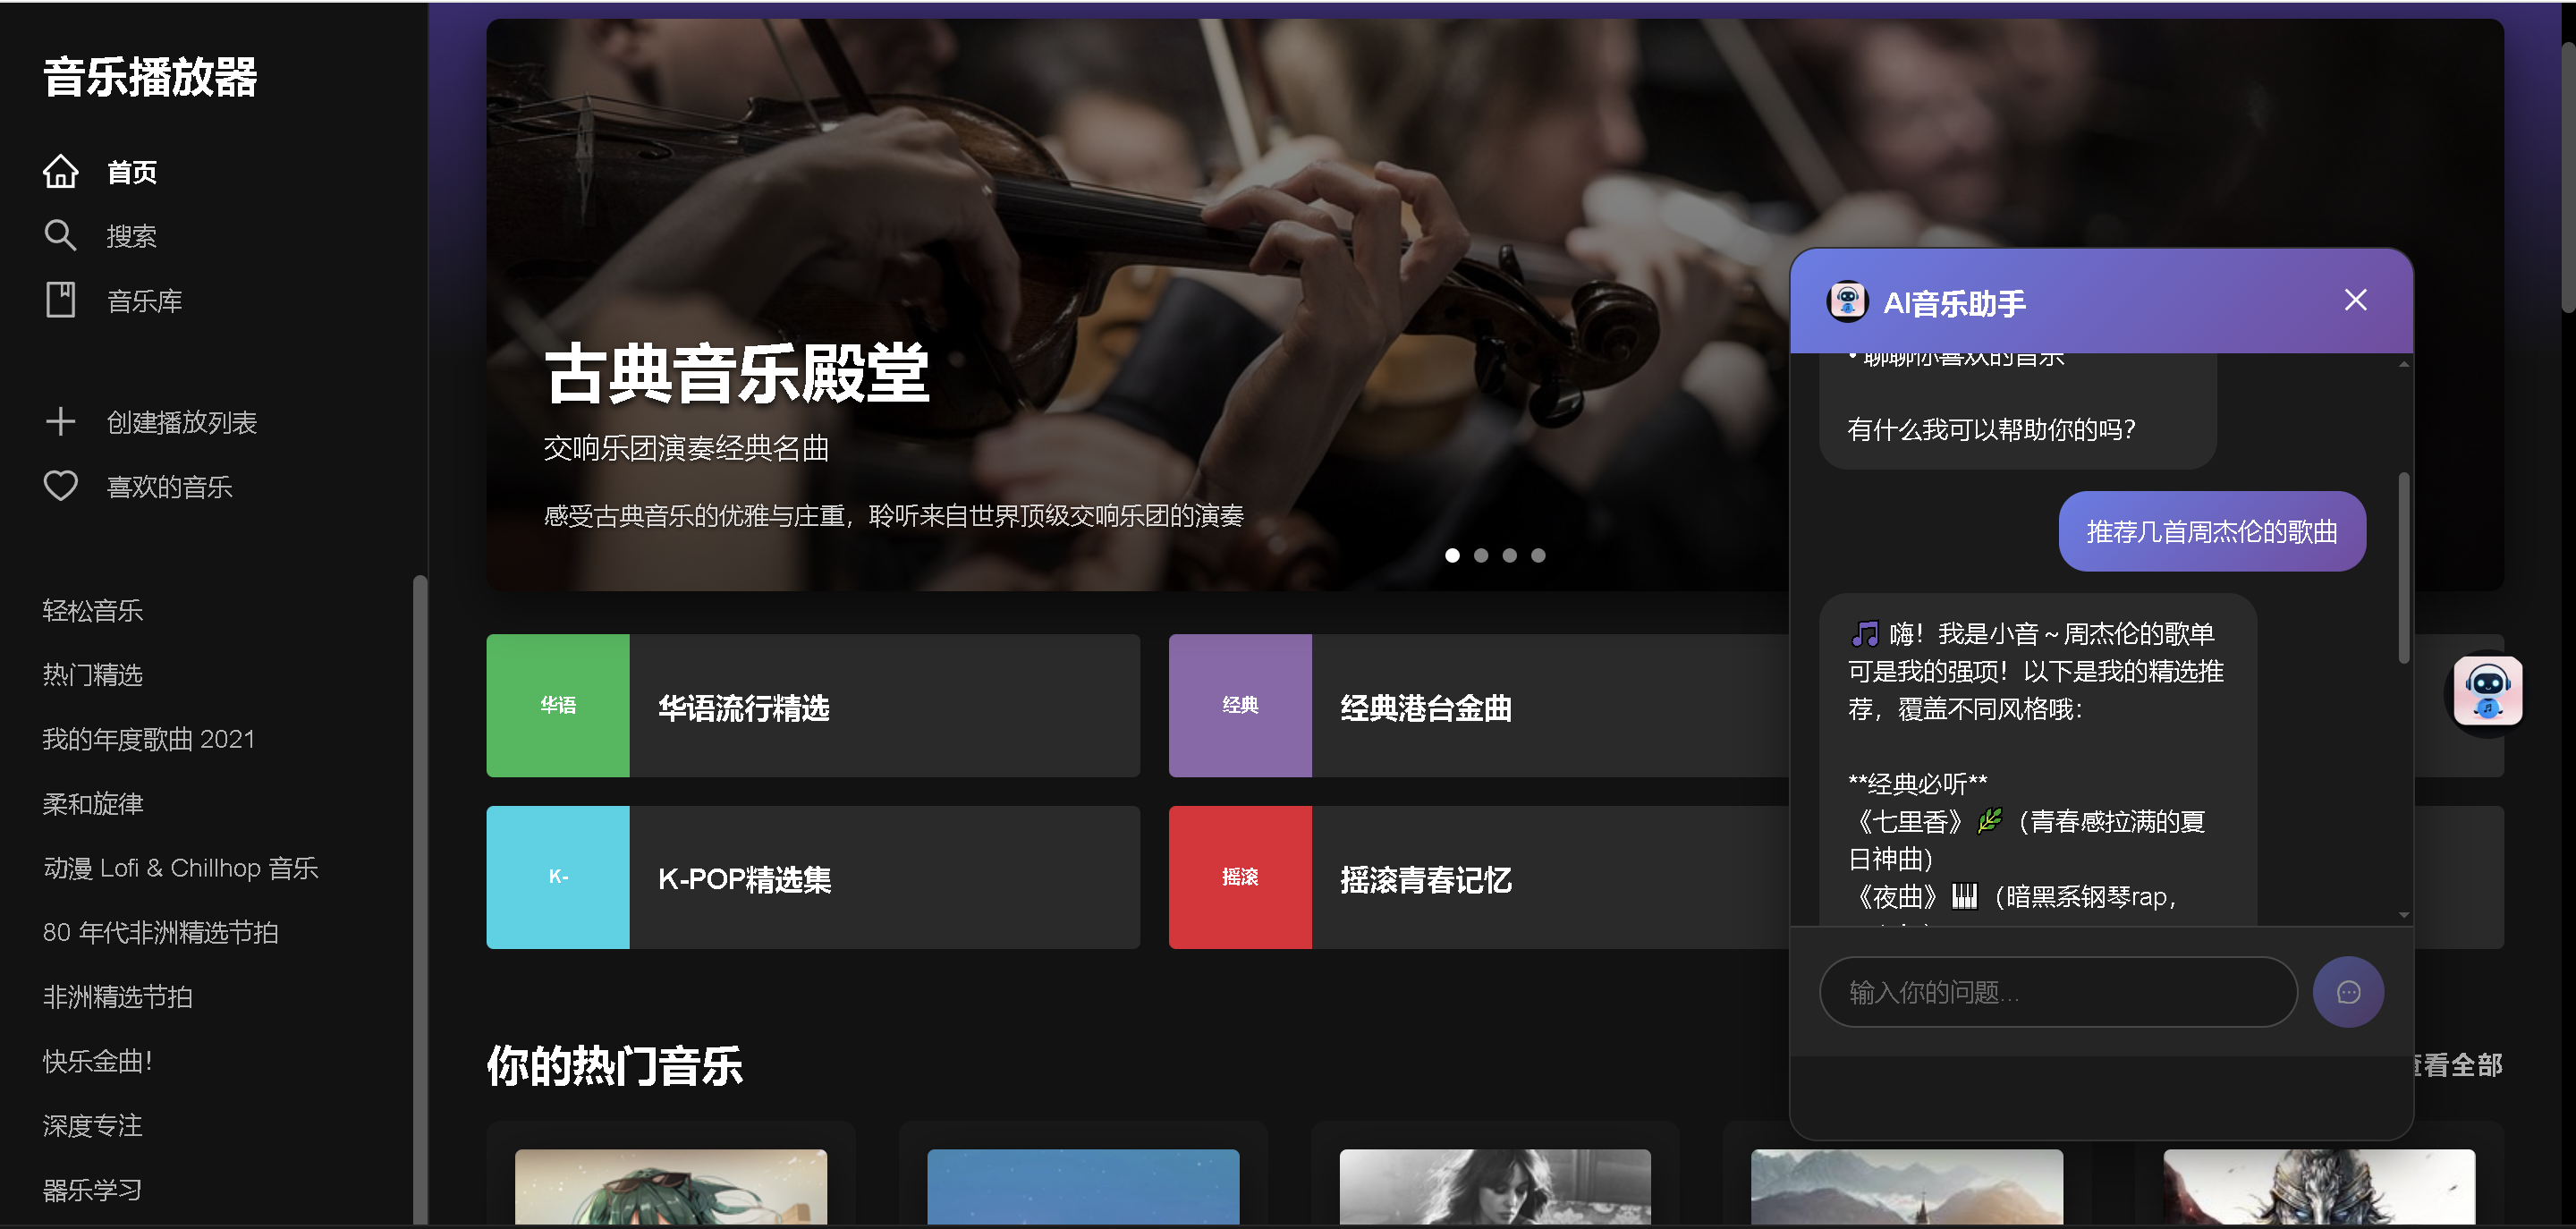 音乐播放器
首页
搜索
音乐库
创建播放列表
喜欢的音乐
轻松音乐
热门精选
我的年度歌曲 2021
柔和旋律
动漫 Lofi & Chillhop 音乐
80 年代非洲精选节拍
非洲精选节拍
快乐金曲!
深度专注
器乐学习
古典音乐殿堂
交响乐团演奏经典名曲
感受古典音乐的优雅与庄重，聆听来自世界顶级交响乐团的演奏
华语
华语流行精选
经典
经典港台金曲
K-
K-POP精选集
摇滚
摇滚青春记忆
你的热门音乐
查看全部
AI音乐助手
• 聊聊你喜欢的音乐
有什么我可以帮助你的吗？
推荐几首周杰伦的歌曲
🎵 嗨！我是小音～周杰伦的歌单
可是我的强项！以下是我的精选推
荐，覆盖不同风格哦：
**经典必听**
《七里香》🌿（青春感拉满的夏
日神曲）
《夜曲》🎹（暗黑系钢琴rap，
输入你的问题...